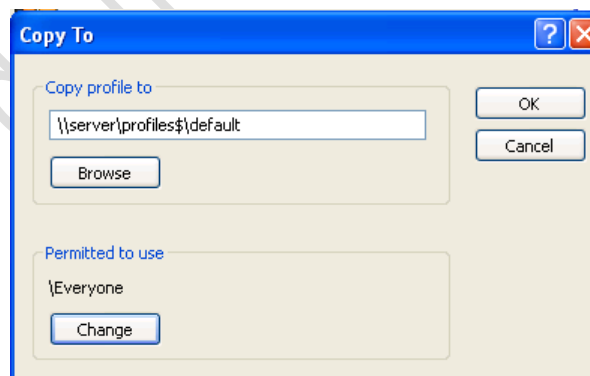 Copy To
Copy profile to
\\server\profiles$\default
OK
Cancel
Browse
Permitted to use
\Everyone
Change